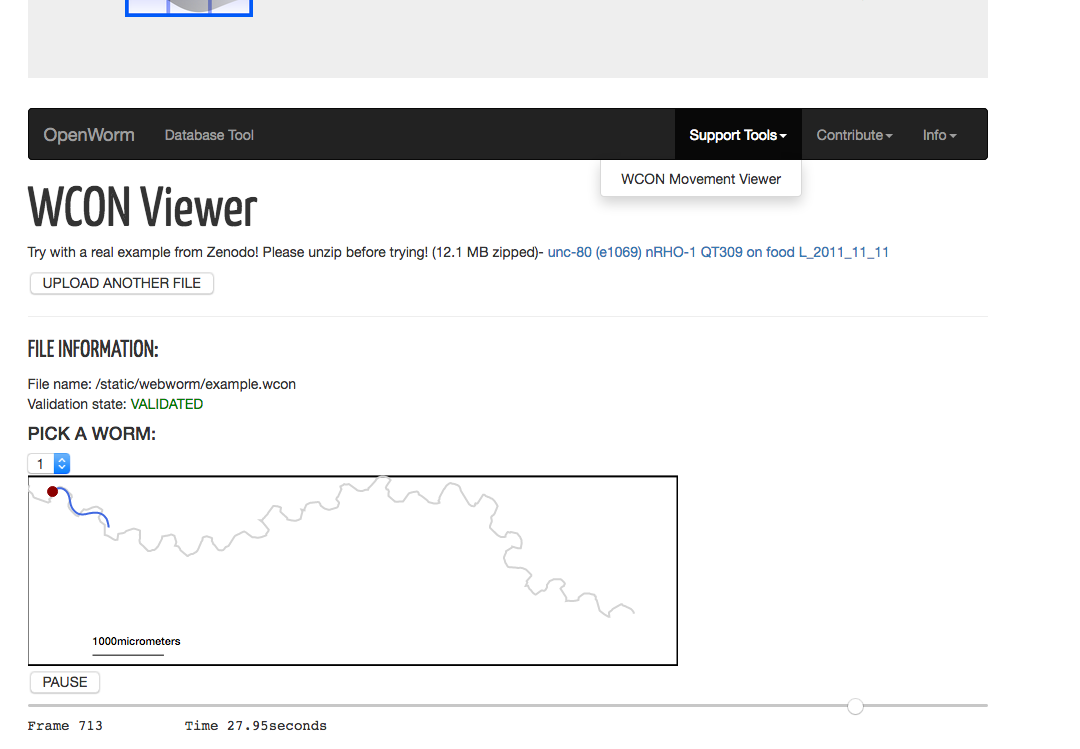 OpenWorm Database Tool Support Tools Contribute Info
WCON Movement Viewer
WCON Viewer
Try with a real example from Zenodo! Please unzip before trying! (12.1 MB zipped)- unc-80 (e1069) nRHO-1 QT309 on food L_2011_11_11
UPLOAD ANOTHER FILE
FILE INFORMATION:
File name: /static/webworm/example.wcon
Validation state: VALIDATED
PICK A WORM:
1
1000micrometers
PAUSE
Frame 713 Time 27.95seconds